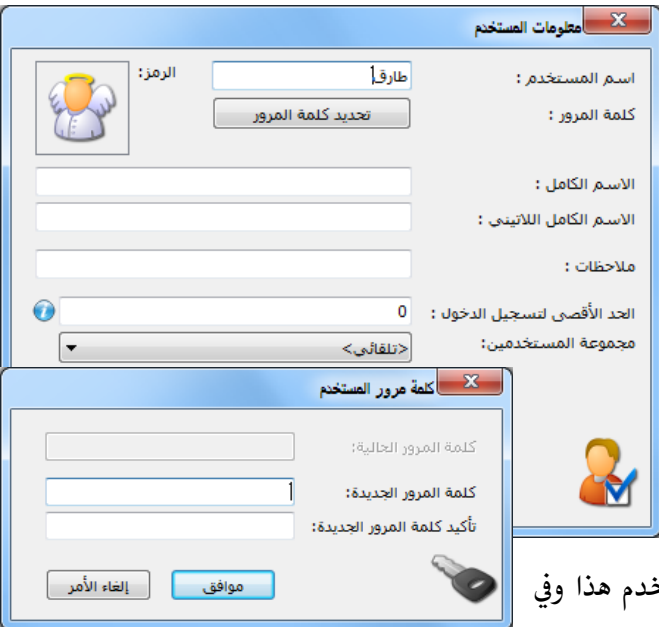 معلومات المستخدم
اسم المستخدم : طارق الرمز:
كلمة المرور : تحديد كلمة المرور
الاسم الكامل :
الاسم الكامل اللاتيني :
ملاحظات :
الحد الأقصى لتسجيل الدخول : 0
مجموعة المستخدمين: <تلقائي>
كلمة مرور المستخدم
كلمة المرور الحالية:
كلمة المرور الجديدة:
تأكيد كلمة المرور الجديدة:
موافق إلغاء الأمر
هذا وفي